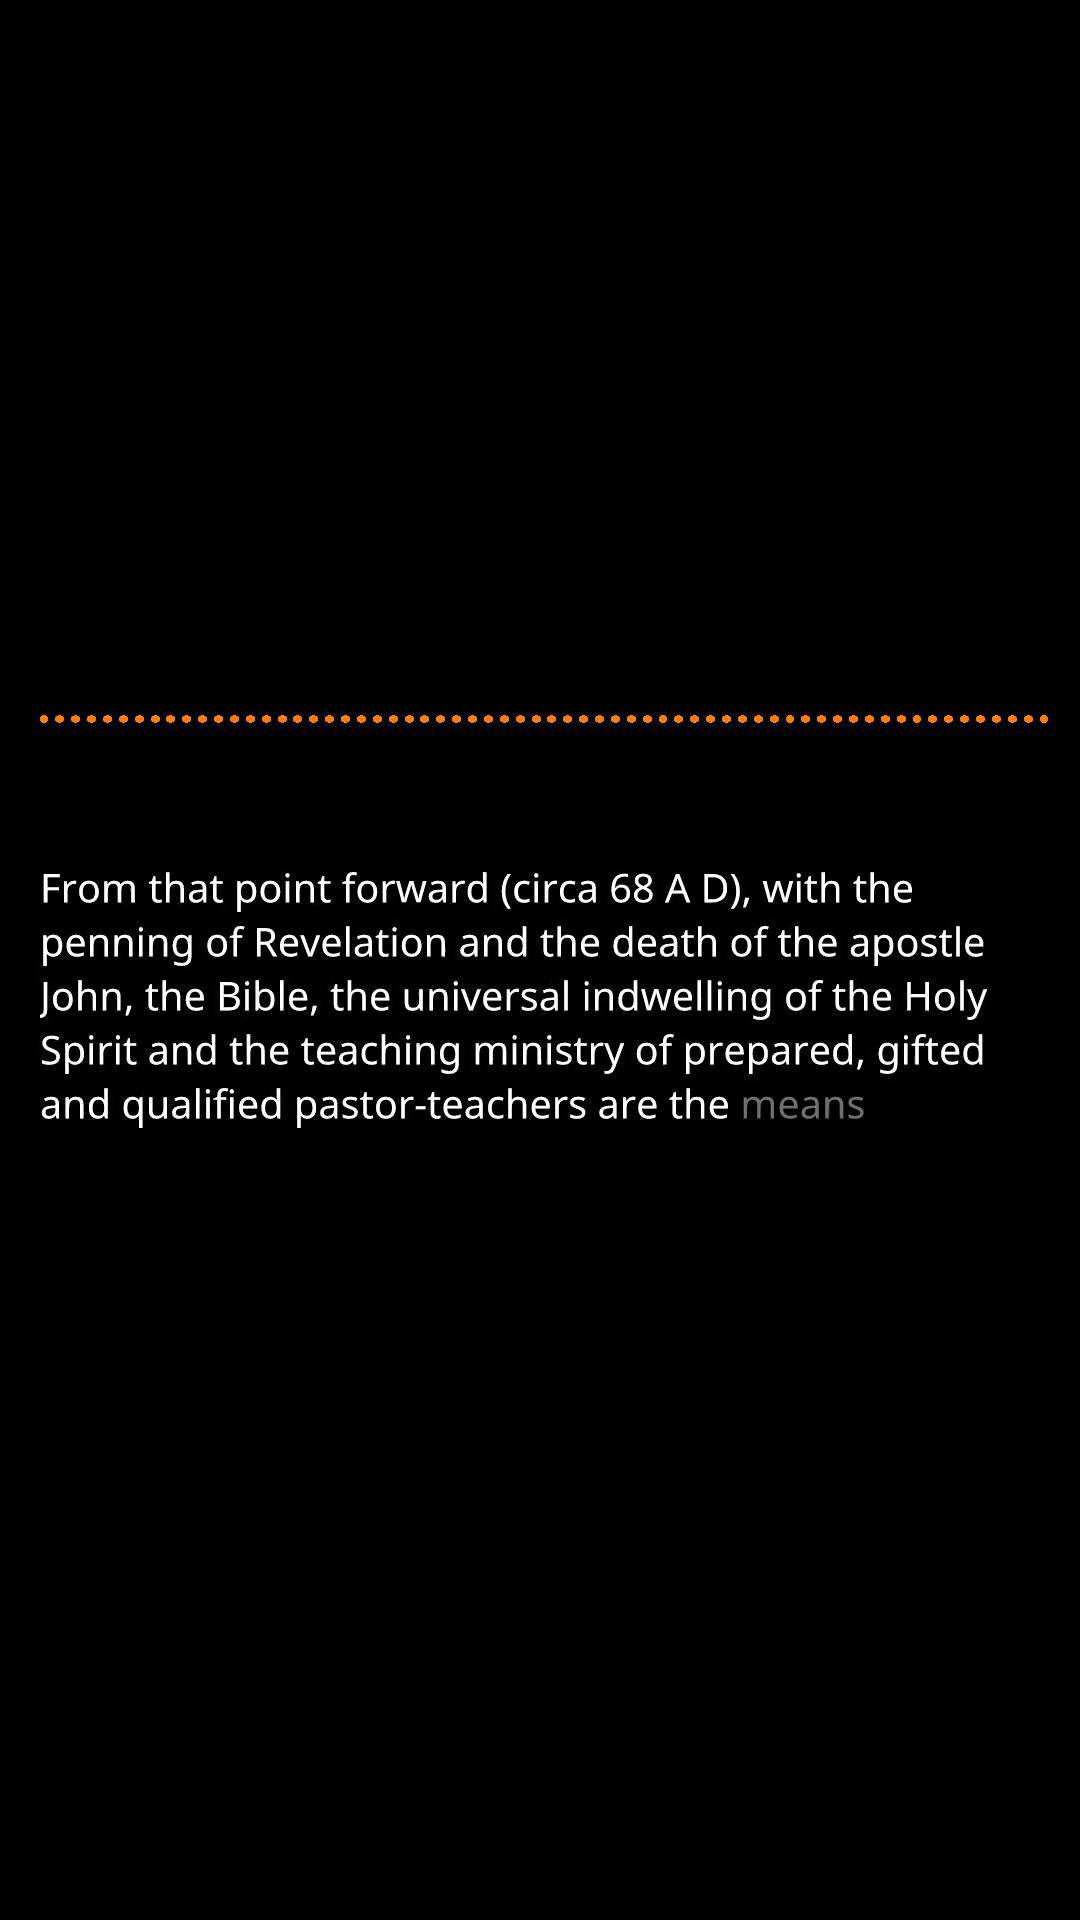 From that point forward (circa 68 A D), with the
penning of Revelation and the death of the apostle
John, the Bible, the universal indwelling of the Holy
Spirit and the teaching ministry of prepared, gifted
and qualified pastor-teachers are the means